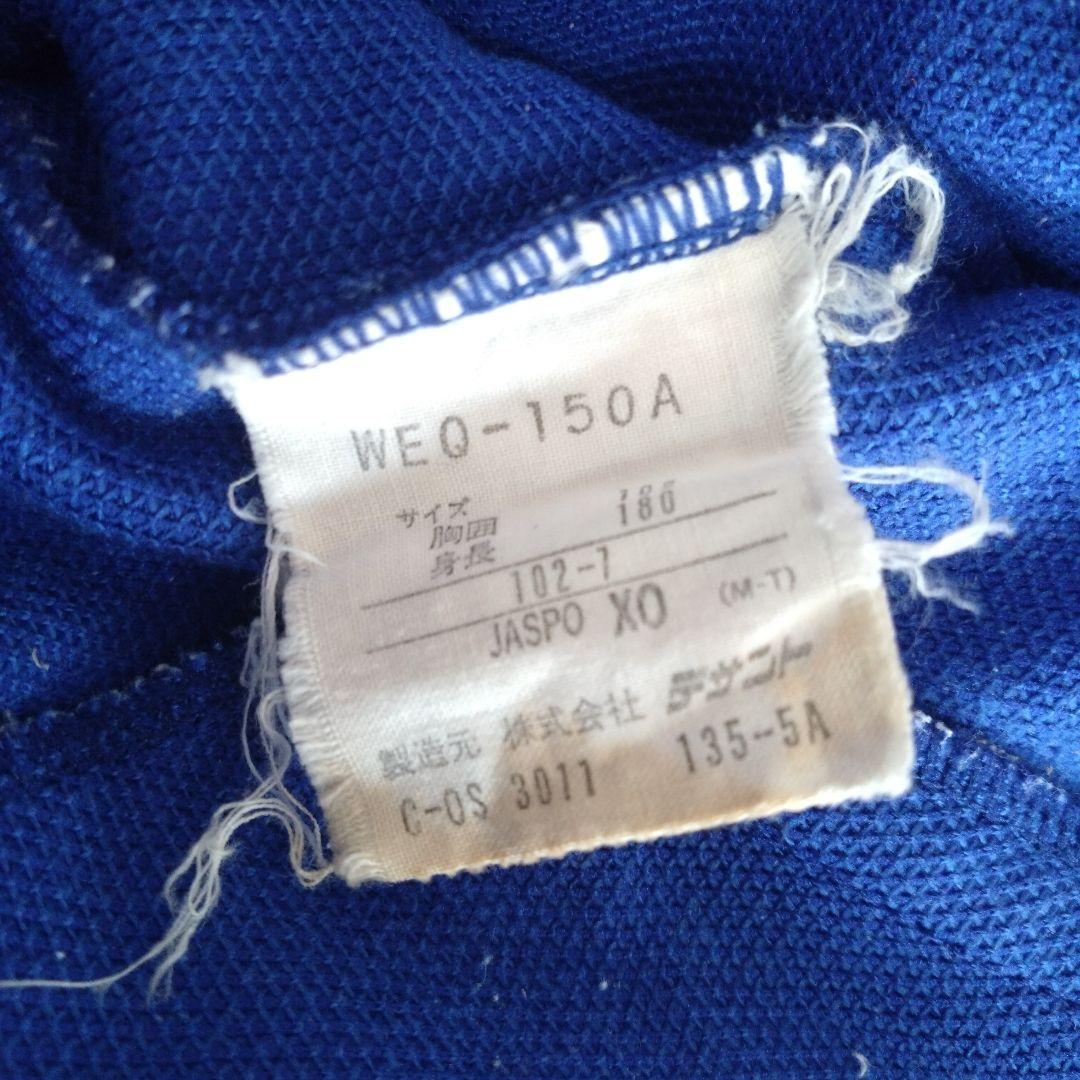 WEQ-150A
サイズ
胸囲
身長 180
102-7
JASPO XO (M-T)
製造元 株式会社 デサント
C-OS 3011 135-5A